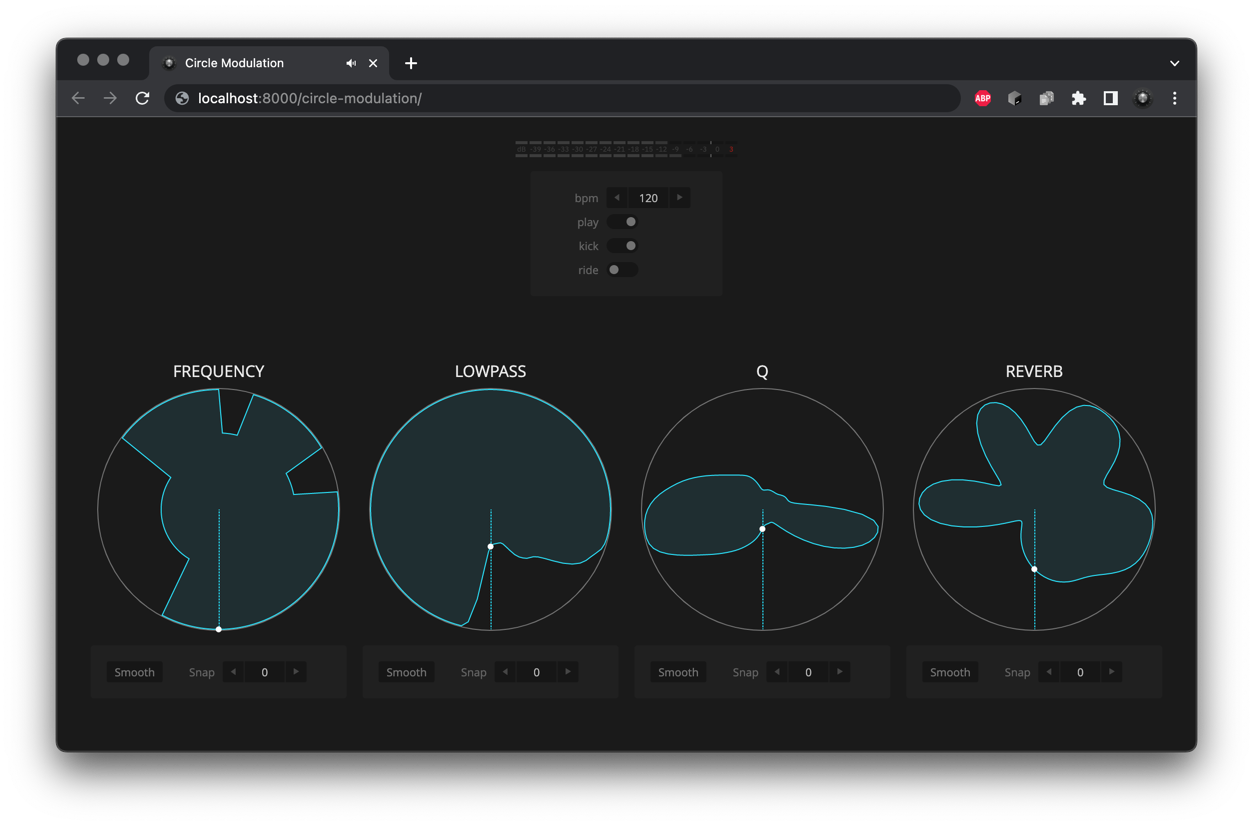 Circle Modulation
localhost:8000/circle-modulation/
ABP
dB -39 -36 -33 -30 -27 -24 -21 -18 -15 -12 -9 -6 -3 0 3
bpm 120
play
kick
ride
FREQUENCY LOWPASS Q REVERB
Smooth Snap 0 Smooth Snap 0 Smooth Snap 0 Smooth Snap 0